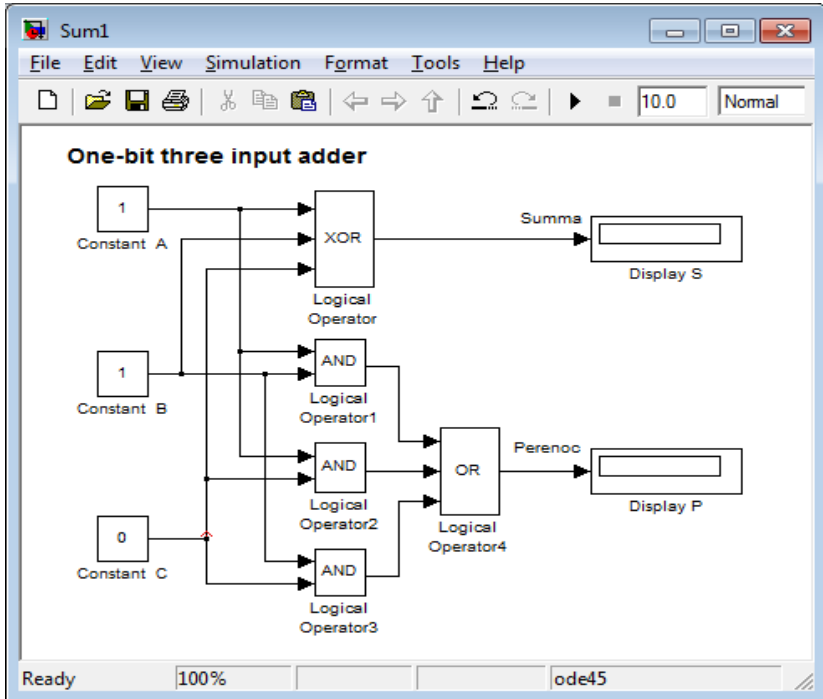 Sum1
File Edit View Simulation Format Tools Help
10.0 Normal
One-bit three input adder
1
Constant A
XOR
Logical
Operator
Summa
Display S
1
Constant B
AND
Logical
Operator1
AND
Logical
Operator2
OR
Logical
Operator4
Perenoc
Display P
0
Constant C
AND
Logical
Operator3
Ready 100% ode45